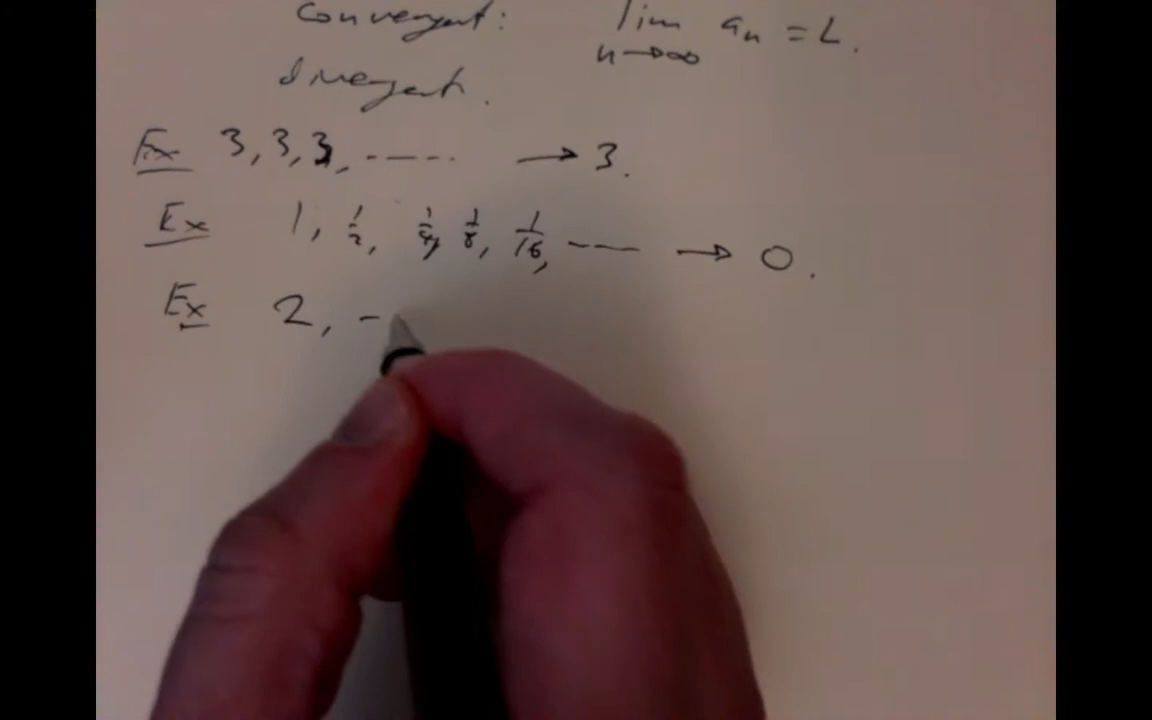 convergent: lim aₙ = L.
n→∞
divergent.
Ex 3, 3, 3, ----- → 3.
Ex 1, 1/2, 1/4, 1/8, 1/16, --- → 0.
Ex 2, -